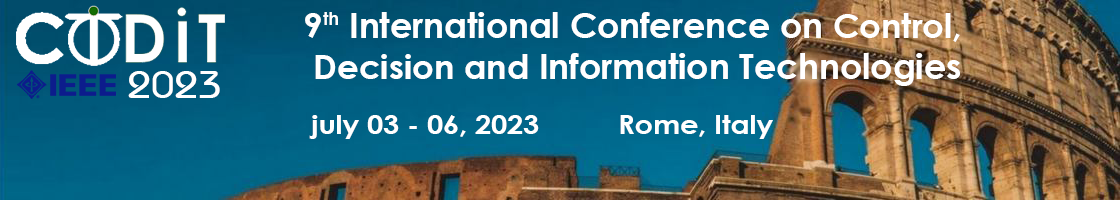 CODiT
IEEE 2023
9th International Conference on Control,
Decision and Information Technologies
july 03 - 06, 2023 Rome, Italy